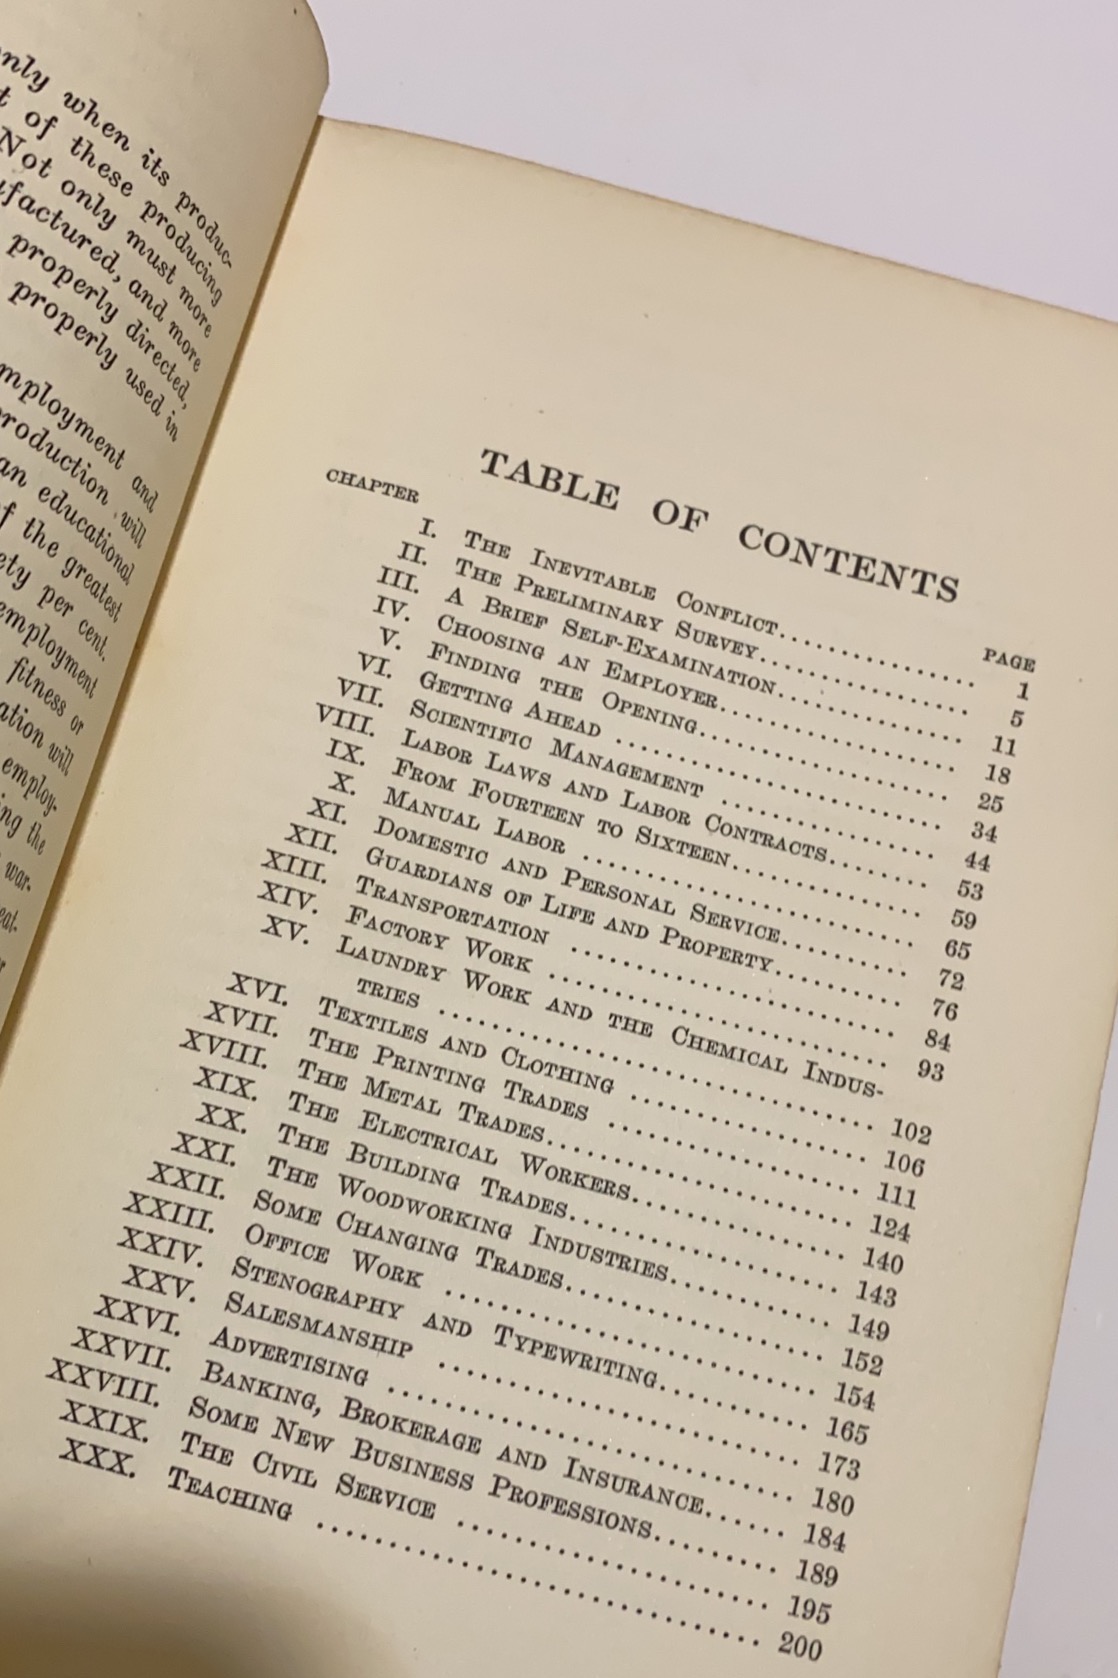 only when its produc-
of these producing
Not only must more
factured, and more
properly directed,
properly used in
mployment and
roduction will
an educational
f the greatest
ety per cent.
employment
fitness or
ation will
employ-
ing the
war-
eat-
TABLE OF CONTENTS
CHAPTER PAGE
I. THE INEVITABLE CONFLICT 1
II. THE PRELIMINARY SURVEY 5
III. A BRIEF SELF-EXAMINATION 11
IV. CHOOSING AN EMPLOYER 18
V. FINDING THE OPENING 25
VI. GETTING AHEAD 34
VII. SCIENTIFIC MANAGEMENT 44
VIII. LABOR LAWS AND LABOR CONTRACTS 53
IX. FROM FOURTEEN TO SIXTEEN 59
X. MANUAL LABOR 65
XI. DOMESTIC AND PERSONAL SERVICE 72
XII. GUARDIANS OF LIFE AND PROPERTY 76
XIII. TRANSPORTATION 84
XIV. FACTORY WORK 93
XV. LAUNDRY WORK AND THE CHEMICAL INDUS-
TRIES 102
XVI. TEXTILES AND CLOTHING 106
XVII. THE PRINTING TRADES 111
XVIII. THE METAL TRADES 124
XIX. THE ELECTRICAL WORKERS 140
XX. THE BUILDING TRADES 143
XXI. THE WOODWORKING INDUSTRIES 149
XXII. SOME CHANGING TRADES 152
XXIII. OFFICE WORK 154
XXIV. STENOGRAPHY AND TYPEWRITING 165
XXV. SALESMANSHIP 173
XXVI. ADVERTISING 180
XXVII. BANKING, BROKERAGE AND INSURANCE 184
XXVIII. SOME NEW BUSINESS PROFESSIONS 189
XXIX. THE CIVIL SERVICE 195
XXX. TEACHING 200